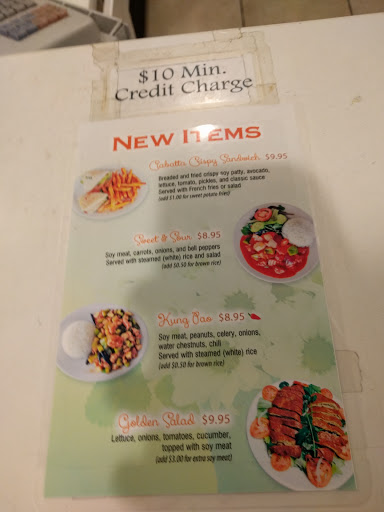 $10 Min.
Credit Charge
NEW ITEMS
Ciabatta Crispy Sandwich $9.95
Breaded and fried crispy soy patty, avocado,
lettuce, tomato, pickles, and classic sauce
Served with French fries or salad
(add $1.00 for sweet potato fries)
Sweet & Sour $8.95
Soy meat, carrots, onions, and bell peppers
Served with steamed (white) rice and salad
(add $0.50 for brown rice)
Kung Pao $8.95
Soy meat, peanuts, celery, onions,
water chestnuts, chili
Served with steamed (white) rice
(add $0.50 for brown rice)
Golden Salad $9.95
Lettuce, onions, tomatoes, cucumber,
topped with soy meat
(add $3.00 for extra soy meat)